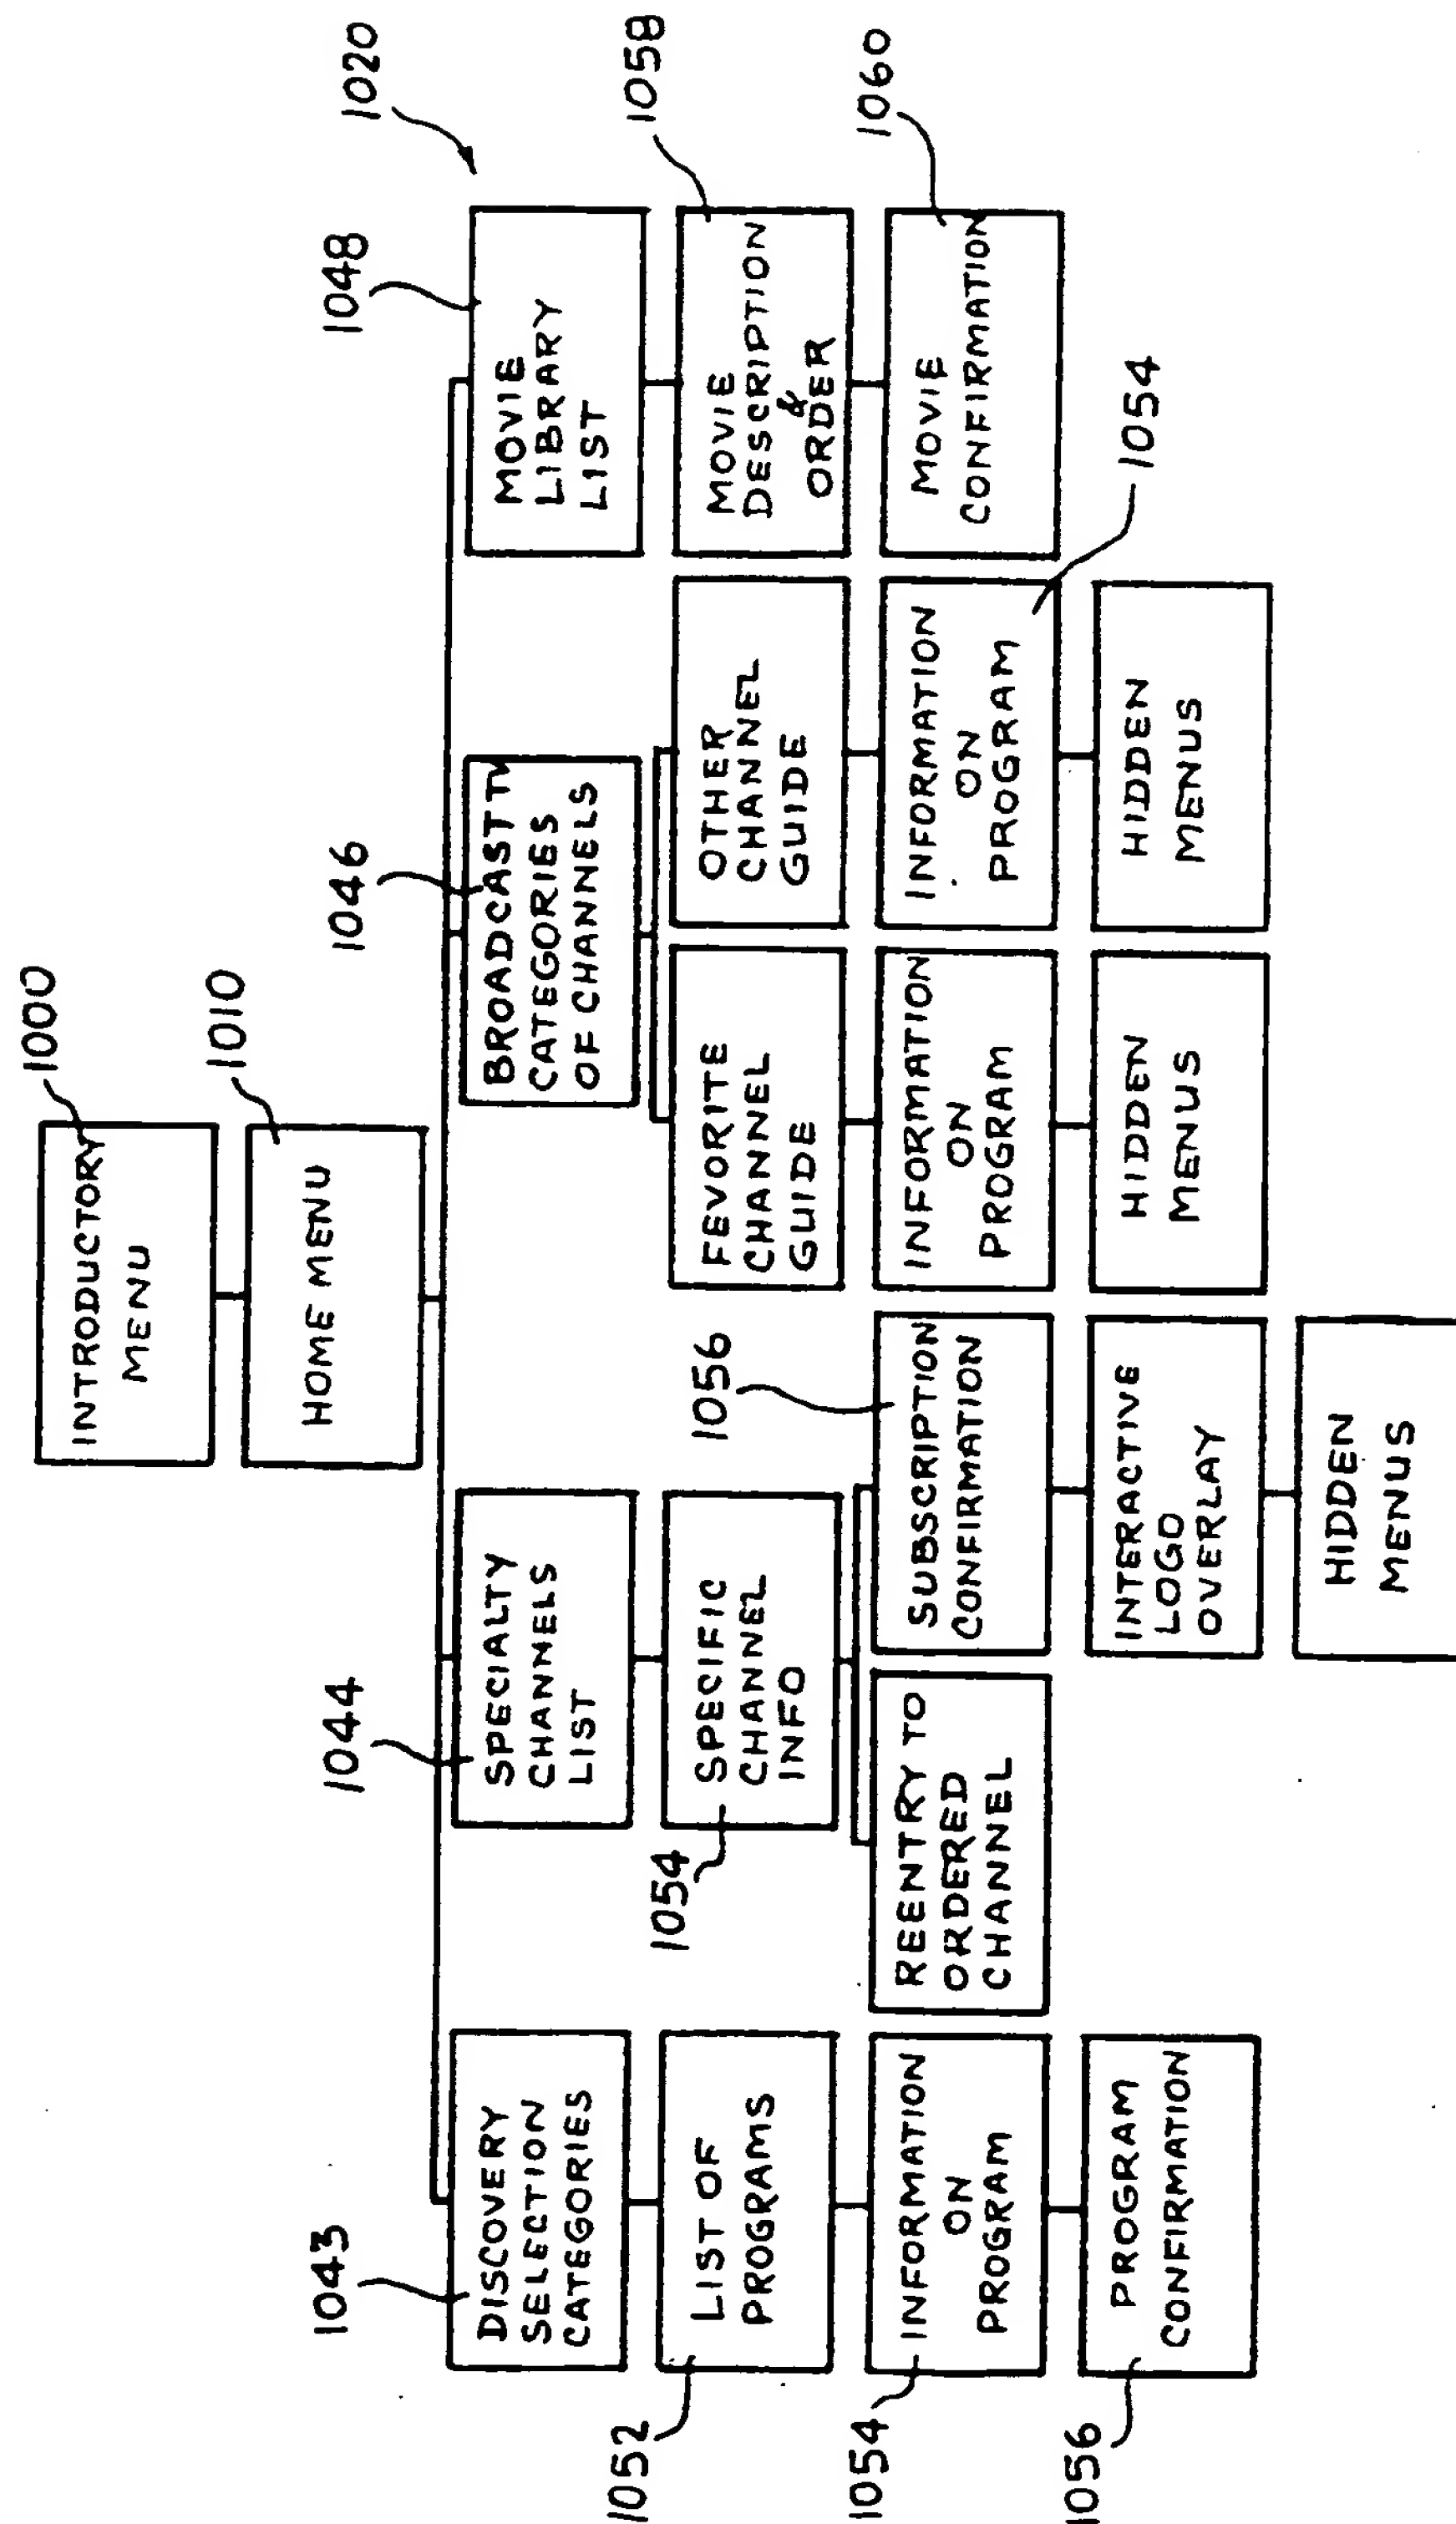 1000
INTRODUCTORY
MENU
1010
HOME MENU
1020
1043
DISCOVERY
SELECTION
CATEGORIES
1044
SPECIALTY
CHANNELS
LIST
1046
BROADCAST TV
CATEGORIES
OF CHANNELS
1048
MOVIE
LIBRARY
LIST
1052
LIST OF
PROGRAMS
1054
SPECIFIC
CHANNEL
INFO
FEVORITE
CHANNEL
GUIDE
OTHER
CHANNEL
GUIDE
1058
MOVIE
DESCRIPTION
&
ORDER
1054
INFORMATION
ON
PROGRAM
REENTRY TO
ORDERED
CHANNEL
1056
SUBSCRIPTION
CONFIRMATION
INFORMATION
ON
PROGRAM
INFORMATION
ON
PROGRAM
1054
1060
MOVIE
CONFIRMATION
1056
PROGRAM
CONFIRMATION
INTERACTIVE
LOGO
OVERLAY
HIDDEN
MENUS
HIDDEN
MENUS
HIDDEN
MENUS